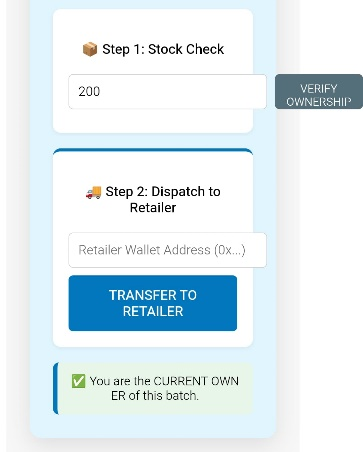 📦 Step 1: Stock Check
200
VERIFY
OWNERSHIP
🚚 Step 2: Dispatch to
Retailer
Retailer Wallet Address (0x...)
TRANSFER TO
RETAILER
✅ You are the CURRENT OWN
ER of this batch.